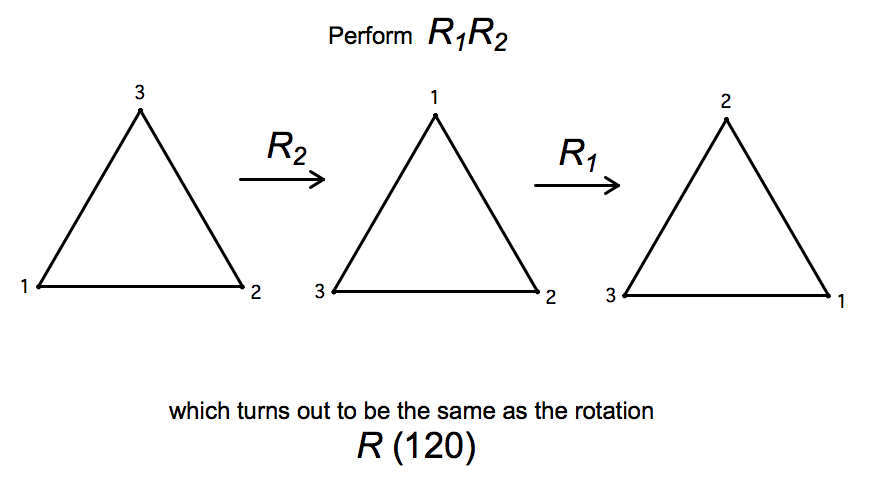 Perform R₁R₂
3
1
2
R₂
1
3
2
R₁
2
3
1
which turns out to be the same as the rotation
R (120)